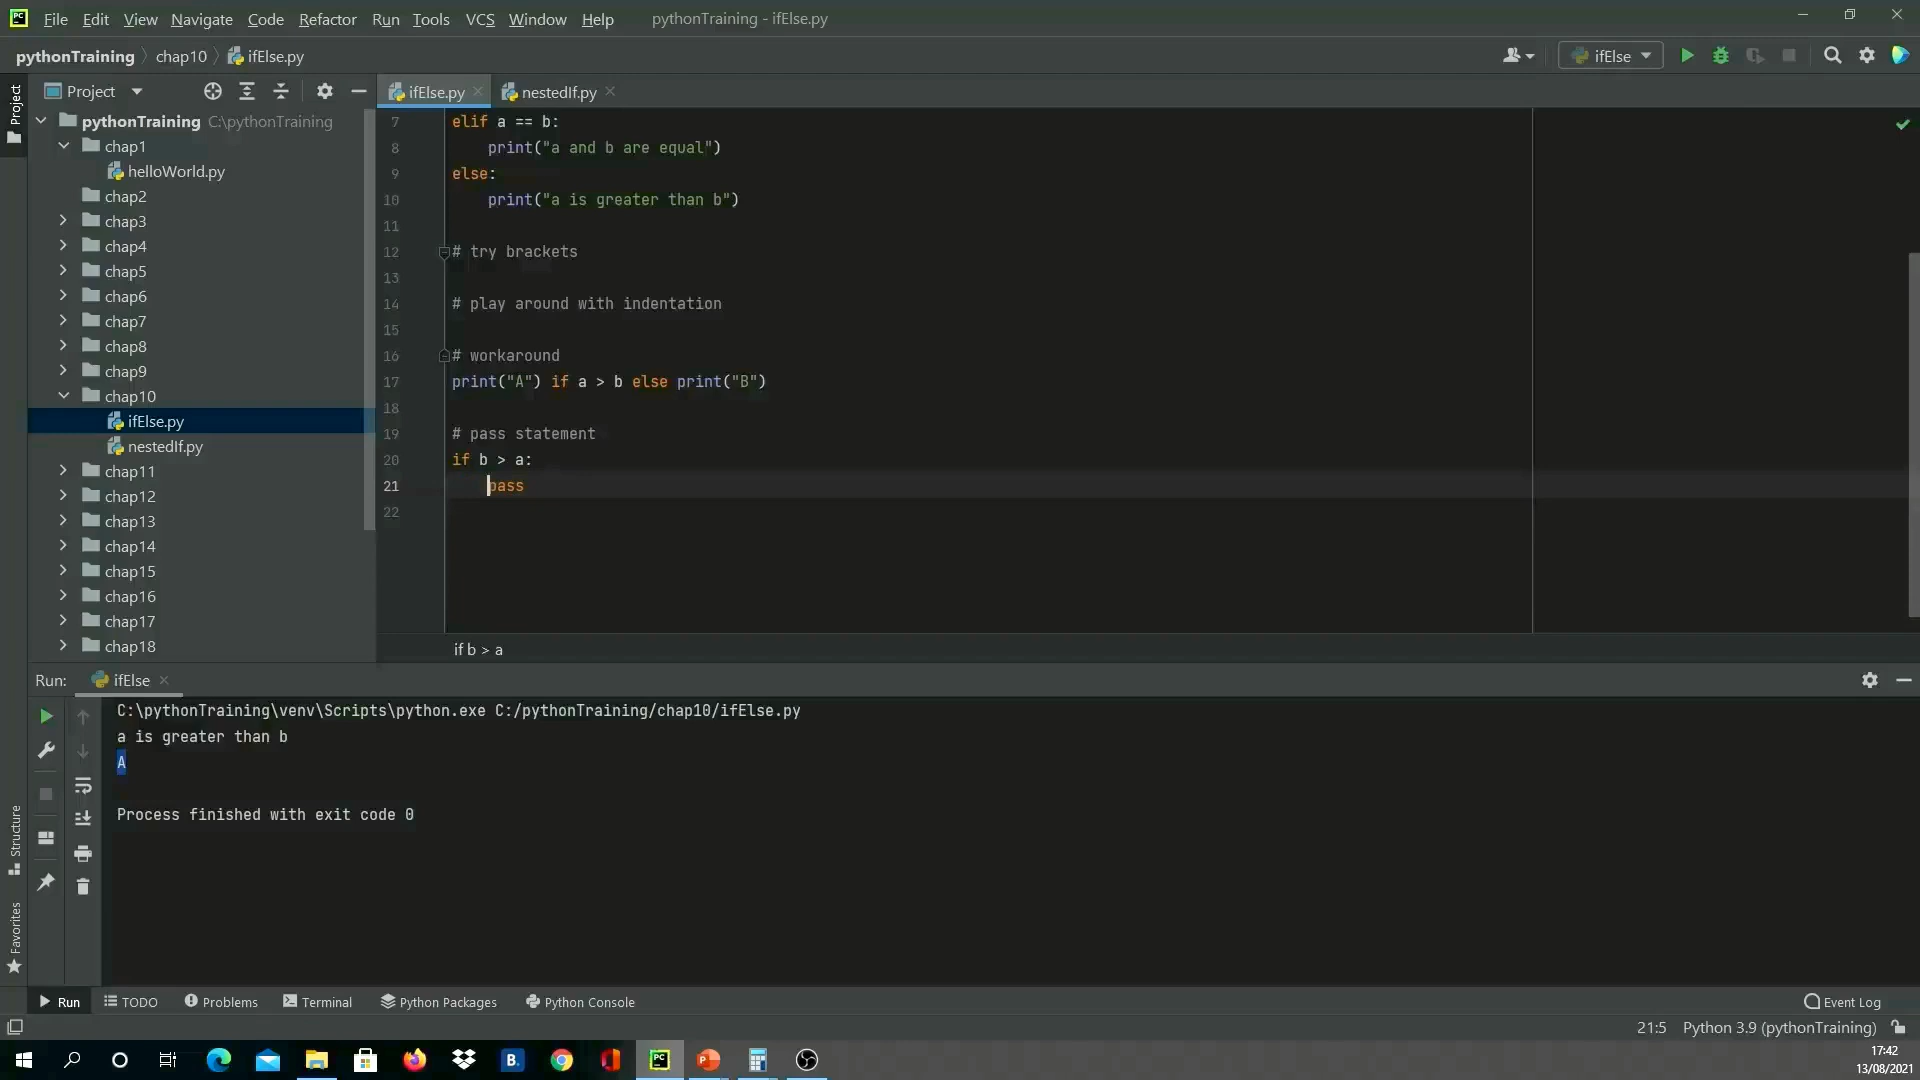 PC File Edit View Navigate Code Refactor Run Tools VCS Window Help pythonTraining - ifElse.py
pythonTraining chap10 ifElse.py ifElse
Project
Project
ifElse.py nestedIf.py
pythonTraining C:\pythonTraining
chap1
helloWorld.py
chap2
chap3
chap4
chap5
chap6
chap7
chap8
chap9
chap10
ifElse.py
nestedIf.py
chap11
chap12
chap13
chap14
chap15
chap16
chap17
chap18
7 elif a == b:
8 print("a and b are equal")
9 else:
10 print("a is greater than b")
11
12 # try brackets
13
14 # play around with indentation
15
16 # workaround
17 print("A") if a > b else print("B")
18
19 # pass statement
20 if b > a:
21 pass
22
if b > a
Run: ifElse
C:\pythonTraining\venv\Scripts\python.exe C:/pythonTraining/chap10/ifElse.py
a is greater than b
A
Process finished with exit code 0
Structure
Favorites
Run TODO Problems Terminal Python Packages Python Console Event Log
21:5 Python 3.9 (pythonTraining)
B. PC P
17:42
13/08/2021